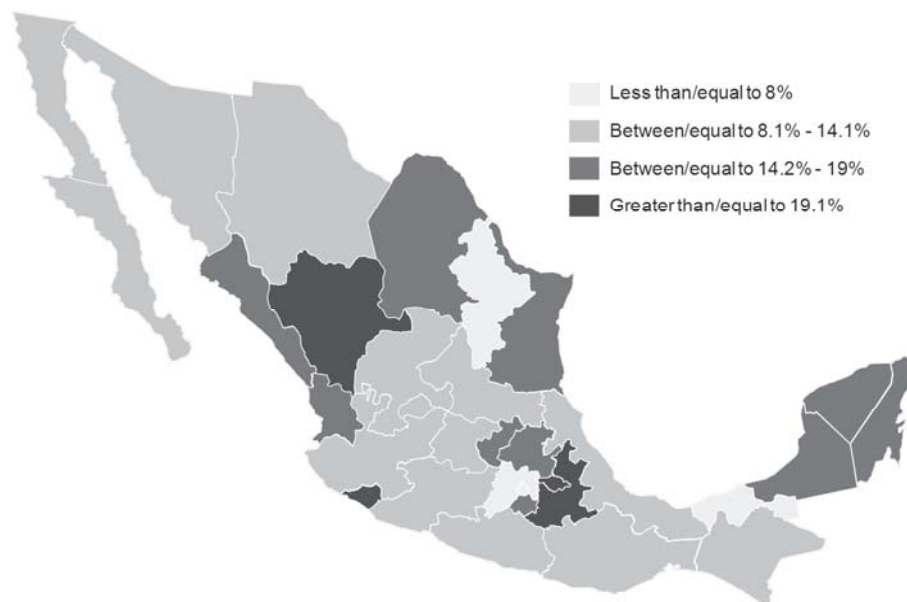 Less than/equal to 8%
Between/equal to 8.1% - 14.1%
Between/equal to 14.2% - 19%
Greater than/equal to 19.1%